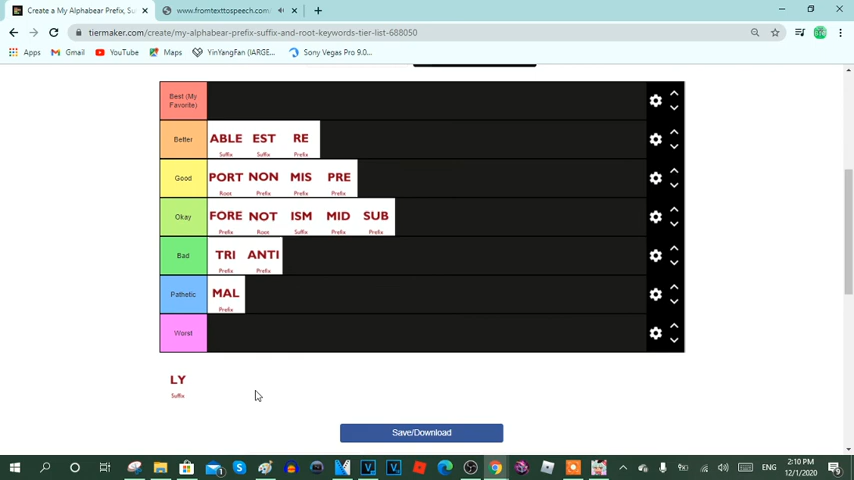 Create a My Alphabear Prefix, Su
www.fromtexttospeech.com/
tiermaker.com/create/my-alphabear-prefix-suffix-and-root-keywords-tier-list-688050
Apps Gmail YouTube Maps YinYangFan (IARGE... Sony Vegas Pro 9.0...
Best (My
Favorite)
Better ABLE EST RE
Suffix Suffix Prefix
Good PORT NON MIS PRE
Root Prefix Prefix Prefix
Okay FORE NOT ISM MID SUB
Prefix Root Suffix Prefix Prefix
Bad TRI ANTI
Prefix Prefix
Pathetic MAL
Prefix
Worst
LY
Suffix
Save/Download
ENG
2:10 PM
12/1/2020